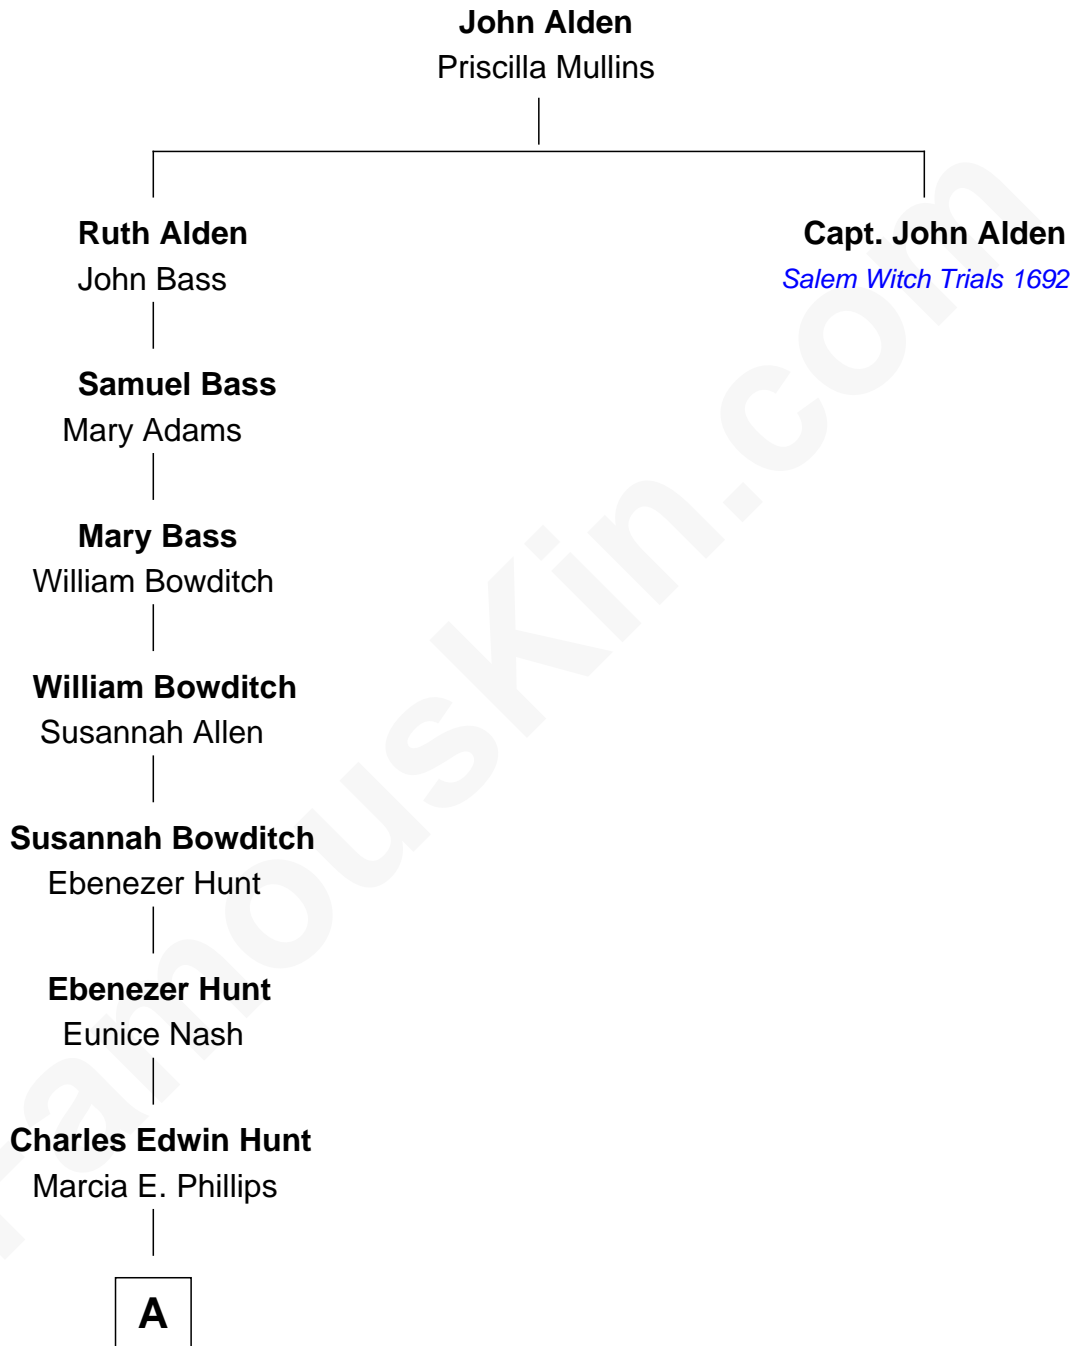 John Alden
Priscilla Mullins
Ruth Alden
John Bass
Capt. John Alden
Salem Witch Trials 1692
Samuel Bass
Mary Adams
Mary Bass
William Bowditch
William Bowditch
Susannah Allen
Susannah Bowditch
Ebenezer Hunt
Ebenezer Hunt
Eunice Nash
Charles Edwin Hunt
Marcia E. Phillips
A
FamousKin.com